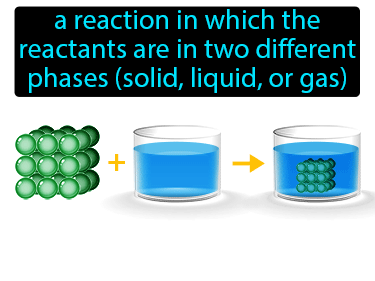 a reaction in which the
reactants are in two different
phases (solid, liquid, or gas)
+